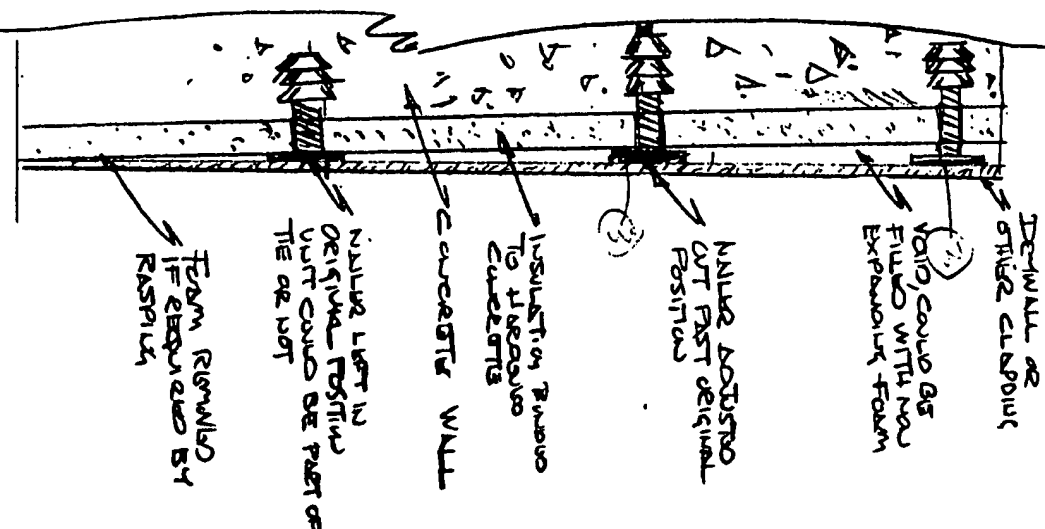 DRYWALL OR
OTHER CLADDING
VOID, COULD BE
FILLED WITH NON
EXPANDING FOAM
NAILER ADJUSTED
OUT PAST ORIGINAL
POSITION
INSULATION BONDED
TO HARDENED
CONCRETE
CONCRETE WALL
NAILER LEFT IN
ORIGINAL POSITION
UNIT COULD BE PART OF
TIE OR NOT
FOAM REMOVED
IF REQUIRED BY
RASPING